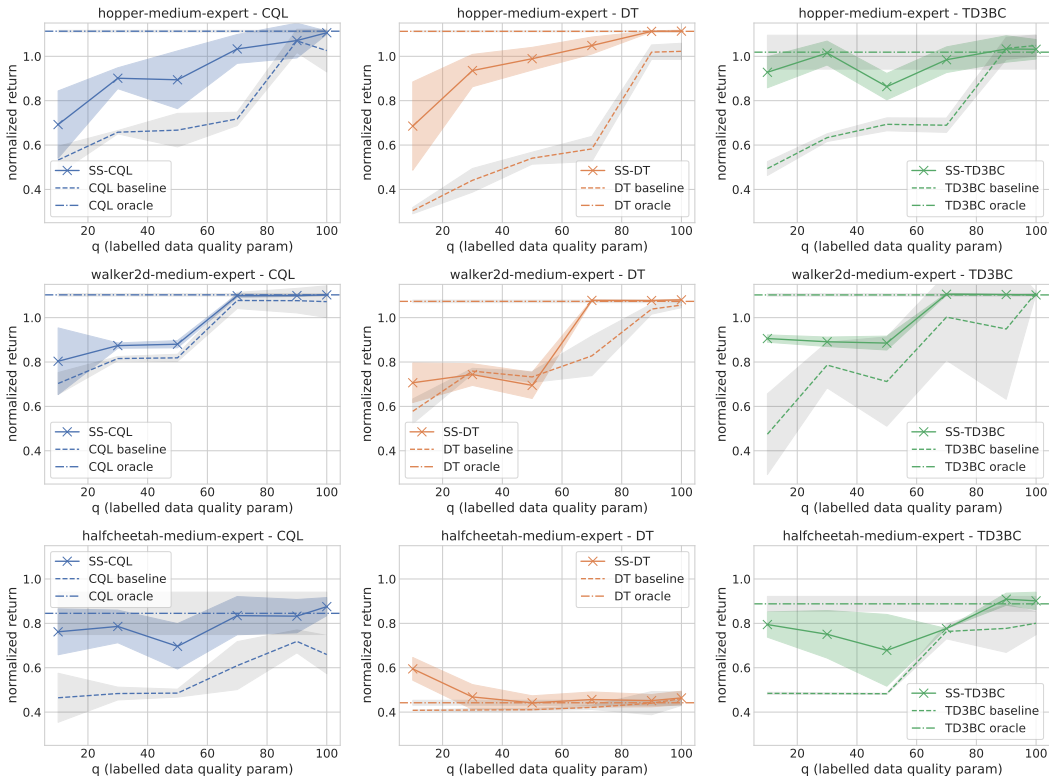 hopper-medium-expert - CQL
normalized return
1.0
0.8
0.6
0.4
SS-CQL
CQL baseline
CQL oracle
20 40 60 80 100
q (labelled data quality param)
hopper-medium-expert - DT
normalized return
1.0
0.8
0.6
0.4
SS-DT
DT baseline
DT oracle
20 40 60 80 100
q (labelled data quality param)
hopper-medium-expert - TD3BC
normalized return
1.0
0.8
0.6
0.4
SS-TD3BC
TD3BC baseline
TD3BC oracle
20 40 60 80 100
q (labelled data quality param)
walker2d-medium-expert - CQL
normalized return
1.0
0.8
0.6
0.4
SS-CQL
CQL baseline
CQL oracle
20 40 60 80 100
q (labelled data quality param)
walker2d-medium-expert - DT
normalized return
1.0
0.8
0.6
0.4
SS-DT
DT baseline
DT oracle
20 40 60 80 100
q (labelled data quality param)
walker2d-medium-expert - TD3BC
normalized return
1.0
0.8
0.6
0.4
SS-TD3BC
TD3BC baseline
TD3BC oracle
20 40 60 80 100
q (labelled data quality param)
halfcheetah-medium-expert - CQL
normalized return
1.0
0.8
0.6
0.4
SS-CQL
CQL baseline
CQL oracle
20 40 60 80 100
q (labelled data quality param)
halfcheetah-medium-expert - DT
normalized return
1.0
0.8
0.6
0.4
SS-DT
DT baseline
DT oracle
20 40 60 80 100
q (labelled data quality param)
halfcheetah-medium-expert - TD3BC
normalized return
1.0
0.8
0.6
0.4
SS-TD3BC
TD3BC baseline
TD3BC oracle
20 40 60 80 100
q (labelled data quality param)